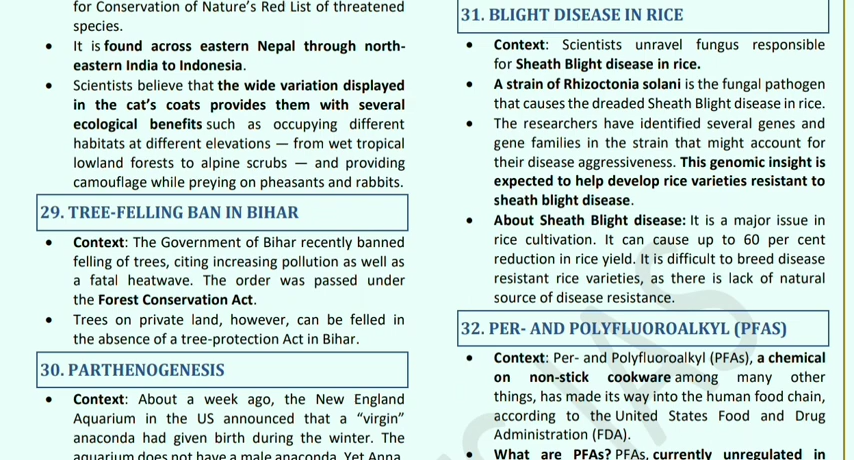 for Conservation of Nature's Red List of threatened
species.
• It is found across eastern Nepal through north-
eastern India to Indonesia.
• Scientists believe that the wide variation displayed
in the cat's coats provides them with several
ecological benefits such as occupying different
habitats at different elevations — from wet tropical
lowland forests to alpine scrubs — and providing
camouflage while preying on pheasants and rabbits.
29. TREE-FELLING BAN IN BIHAR
• Context: The Government of Bihar recently banned
felling of trees, citing increasing pollution as well as
a fatal heatwave. The order was passed under
the Forest Conservation Act.
• Trees on private land, however, can be felled in
the absence of a tree-protection Act in Bihar.
30. PARTHENOGENESIS
• Context: About a week ago, the New England
Aquarium in the US announced that a “virgin”
anaconda had given birth during the winter. The
aquarium does not have a male anaconda. Yet Anna,
31. BLIGHT DISEASE IN RICE
• Context: Scientists unravel fungus responsible
for Sheath Blight disease in rice.
• A strain of Rhizoctonia solani is the fungal pathogen
that causes the dreaded Sheath Blight disease in rice.
• The researchers have identified several genes and
gene families in the strain that might account for
their disease aggressiveness. This genomic insight is
expected to help develop rice varieties resistant to
sheath blight disease.
• About Sheath Blight disease: It is a major issue in
rice cultivation. It can cause up to 60 per cent
reduction in rice yield. It is difficult to breed disease
resistant rice varieties, as there is lack of natural
source of disease resistance.
32. PER- AND POLYFLUOROALKYL (PFAS)
• Context: Per- and Polyfluoroalkyl (PFAs), a chemical
on non-stick cookware among many other
things, has made its way into the human food chain,
according to the United States Food and Drug
Administration (FDA).
• What are PFAs? PFAs, currently unregulated in
IAS